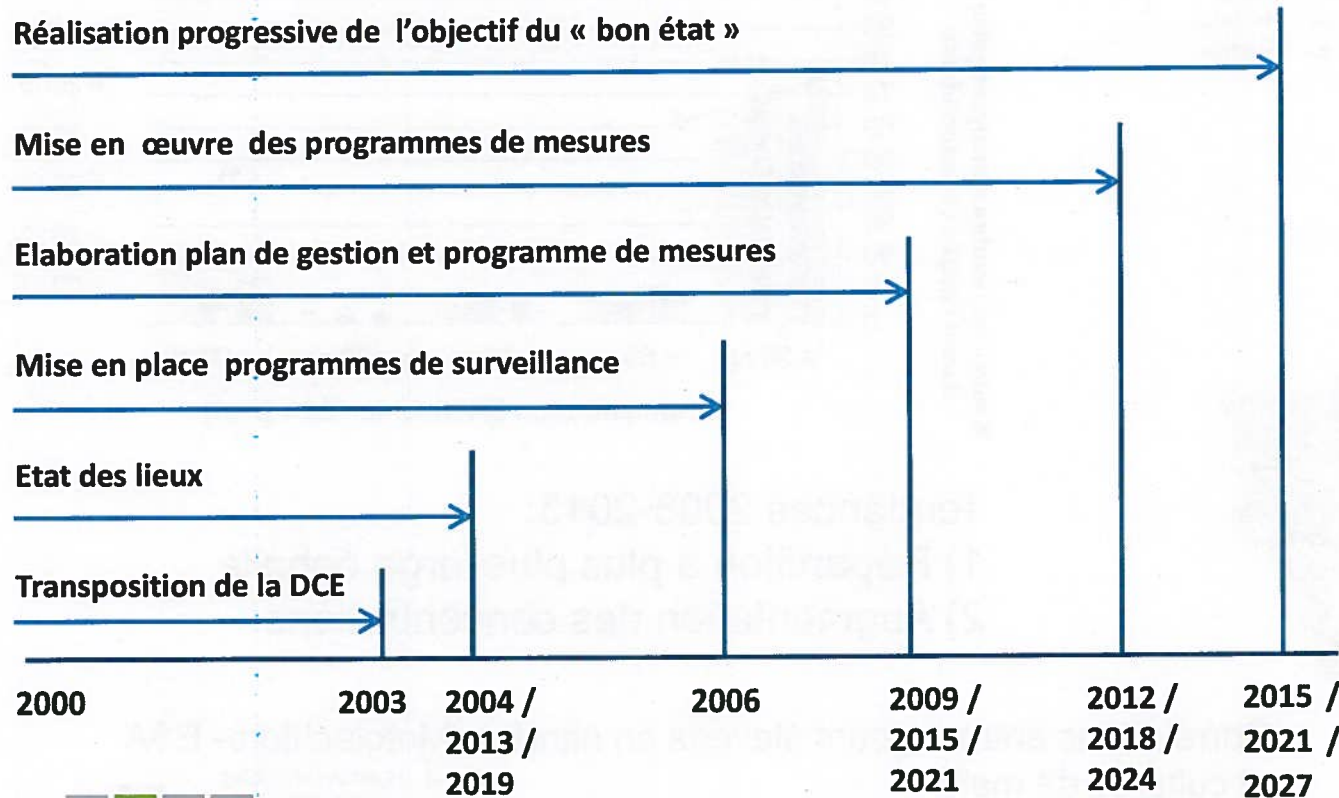 Réalisation progressive de l'objectif du « bon état »
Mise en œuvre des programmes de mesures
Elaboration plan de gestion et programme de mesures
Mise en place programmes de surveillance
Etat des lieux
Transposition de la DCE
2000
2003
2004 /
2013 /
2019
2006
2009 /
2015 /
2021
2012 /
2018 /
2024
2015 /
2021 /
2027